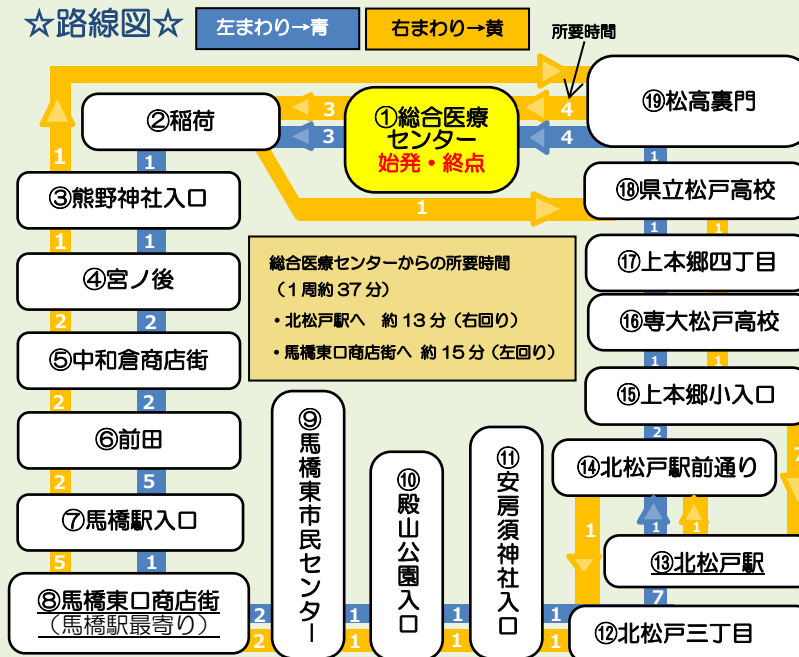 ☆路線図☆
左まわり→青
右まわり→黄
所要時間
①総合医療
センター
始発・終点
②稲荷
③熊野神社入口
④宮ノ後
⑤中和倉商店街
⑥前田
⑦馬橋駅入口
⑧馬橋東口商店街
（馬橋駅最寄り）
⑨馬橋東市民センター
⑩殿山公園入口
⑪安房須神社入口
⑫北松戸三丁目
⑬北松戸駅
⑭北松戸駅前通り
⑮上本郷小入口
⑯専大松戸高校
⑰上本郷四丁目
⑱県立松戸高校
⑲松高裏門
総合医療センターからの所要時間
（１周約 37 分）
・北松戸駅へ 約 13 分（右回り）
・馬橋東口商店街へ 約 15 分（左回り）
3
3
4
4
1
1
1
1
1
2
2
2
2
2
5
5
1
2
2
1
1
1
1
1
1
7
1
1
1
2
1
1
1
1
1
1
7